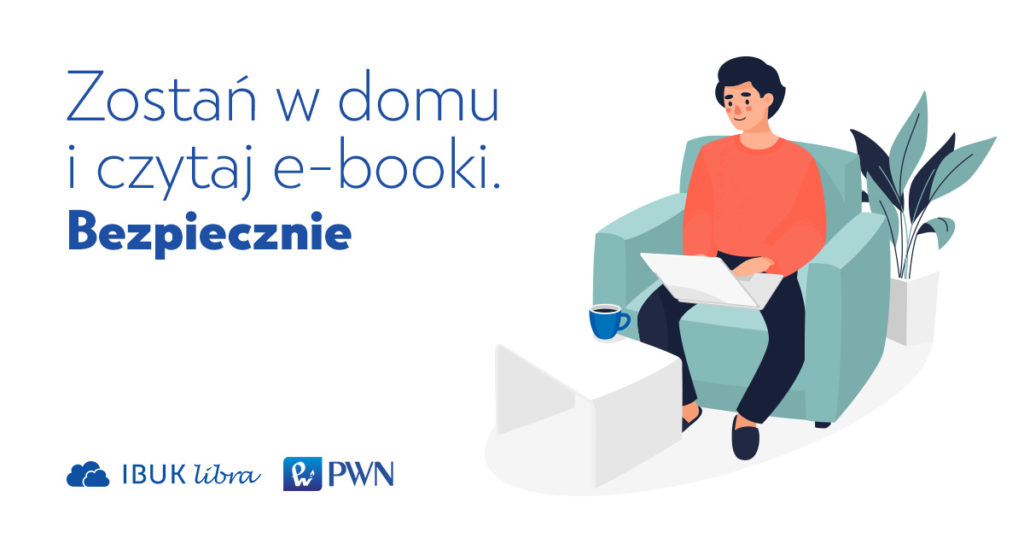 Zostań w domu
i czytaj e-booki.
Bezpiecznie
IBUK libra PWN